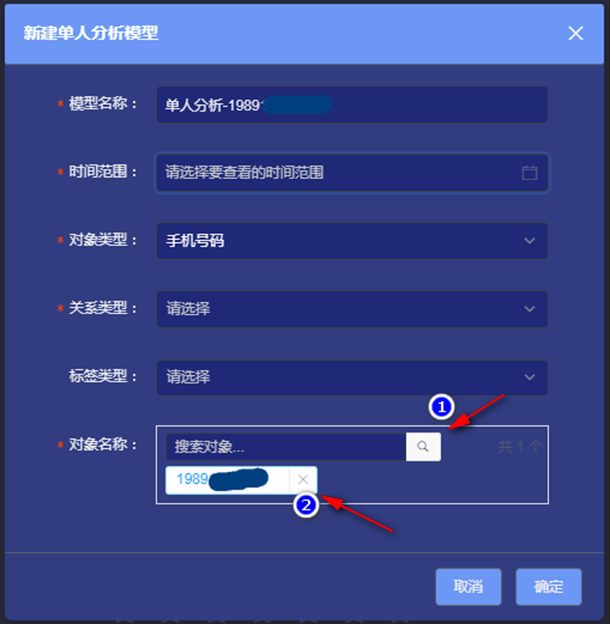 新建单人分析模型
* 模型名称： 单人分析-1989
* 时间范围： 请选择要查看的时间范围
* 对象类型： 手机号码
* 关系类型： 请选择
标签类型： 请选择
1
* 对象名称： 搜索对象... 共 1 个
1989
2
取消 确定